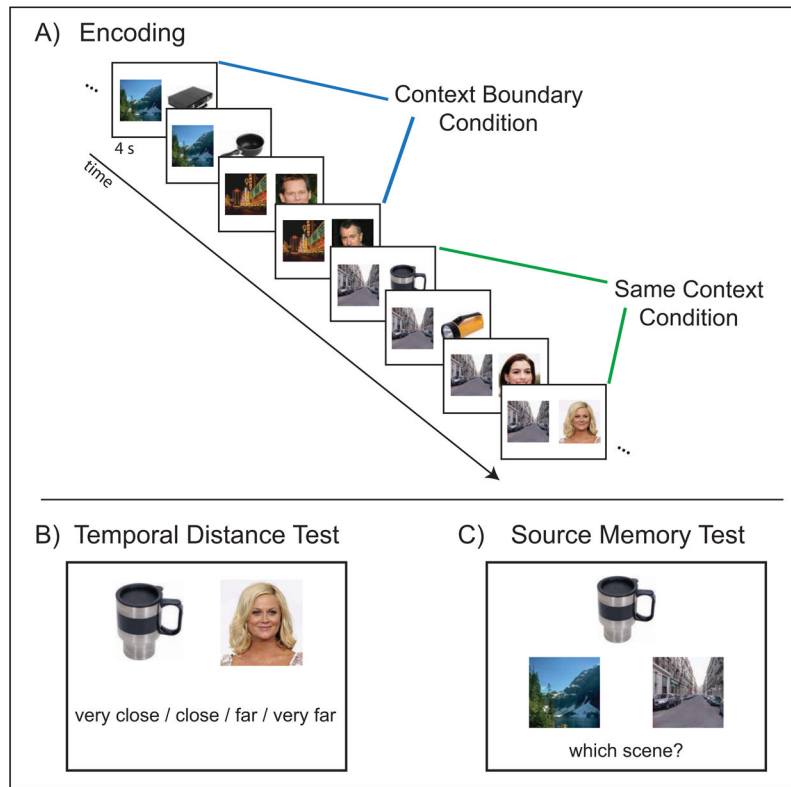 A) Encoding
...
Context Boundary
Condition
4 s
time
Same Context
Condition
...
B) Temporal Distance Test
very close / close / far / very far
C) Source Memory Test
which scene?